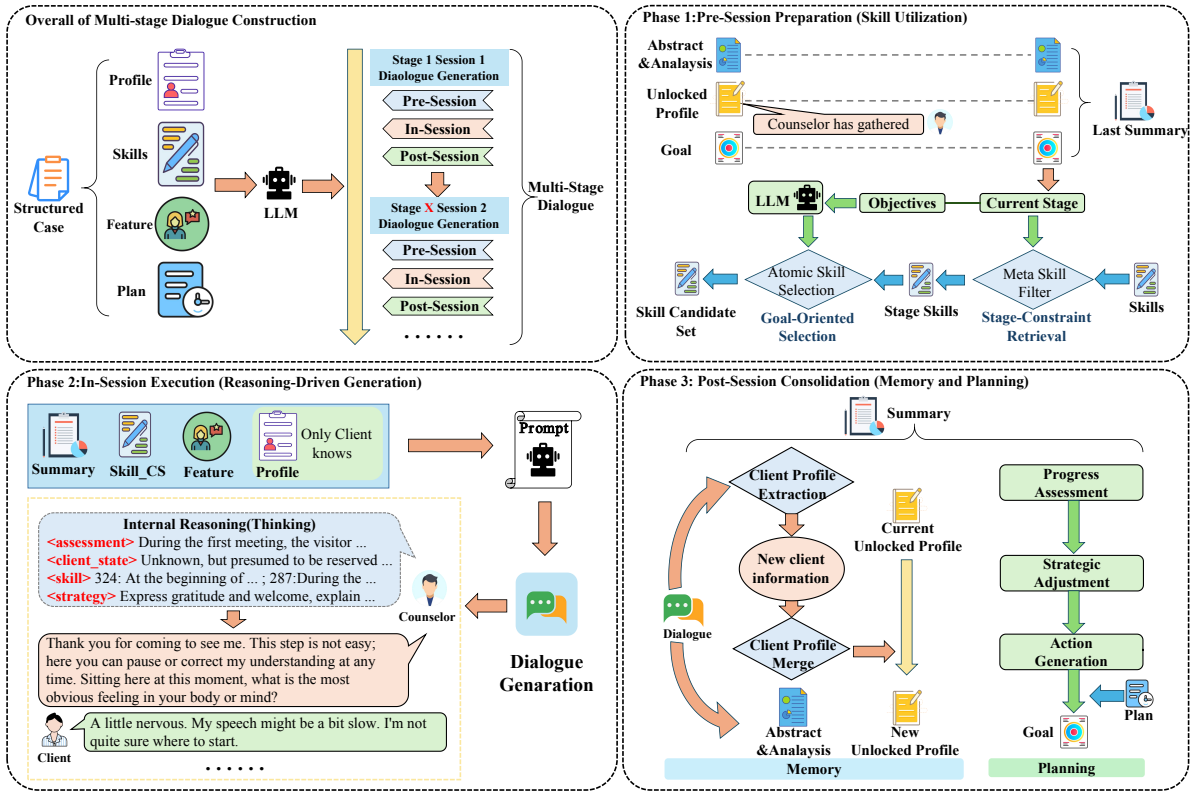 Overall of Multi-stage Dialogue Construction
Structured
Case
Profile
Skills
Feature
Plan
LLM
Stage 1 Session 1
Diaologue Generation
Pre-Session
In-Session
Post-Session
Stage X Session 2
Diaologue Generation
Pre-Session
In-Session
Post-Session
......
Multi-Stage
Dialogue
Phase 1:Pre-Session Preparation (Skill Utilization)
Abstract
&Analaysis
Unlocked
Profile
Counselor has gathered
Goal
Last Summary
LLM
Objectives
Current Stage
Atomic Skill
Selection
Meta Skill
Filter
Skill Candidate
Set
Goal-Oriented
Selection
Stage Skills
Stage-Constraint
Retrieval
Skills
Phase 2:In-Session Execution (Reasoning-Driven Generation)
Summary
Skill_CS
Feature
Profile
Only Client
knows
Prompt
Internal Reasoning(Thinking)
<assessment> During the first meeting, the visitor ...
<client_state> Unknown, but presumed to be reserved ...
<skill> 324: At the beginning of ... ; 287:During the ...
<strategy> Express gratitude and welcome, explain ...
Counselor
Thank you for coming to see me. This step is not easy;
here you can pause or correct my understanding at any
time. Sitting here at this moment, what is the most
obvious feeling in your body or mind?
Client
A little nervous. My speech might be a bit slow. I'm not
quite sure where to start.
......
Dialogue
Genaration
Phase 3: Post-Session Consolidation (Memory and Planning)
Summary
Client Profile
Extraction
New client
information
Client Profile
Merge
Dialogue
Abstract
&Analaysis
Current
Unlocked Profile
New
Unlocked Profile
Memory
Progress
Assessment
Strategic
Adjustment
Action
Generation
Plan
Goal
Planning